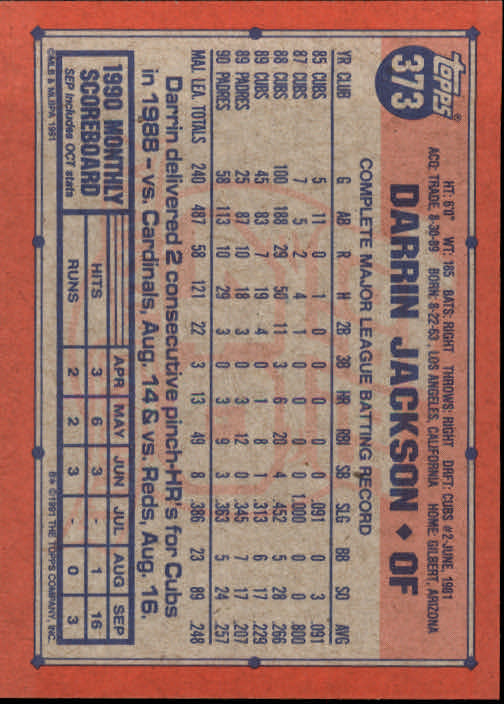 topps®
373
HT: 6'0" WT: 185 BATS: RIGHT THROWS: RIGHT DRFT: CUBS #2-JUNE, 1981
ACQ: TRADE 8-30-89 BORN: 8-22-63 - LOS ANGELES, CALIFORNIA HOME: GILBERT, ARIZONA
DARRIN JACKSON ◆ OF
COMPLETE MAJOR LEAGUE BATTING RECORD
YR CLUB G AB R H 2B 3B HR RBI SB SLG BB SO AVG
85 CUBS 5 11 0 1 0 0 0 0 0 .091 0 3 .091
87 CUBS 7 5 2 4 1 0 0 0 0 1.000 0 0 .800
88 CUBS 100 188 29 50 11 3 6 20 4 .452 5 28 .266
89 CUBS 45 83 7 19 4 0 1 8 1 .313 6 17 .229
89 PADRES 25 87 10 18 3 0 3 12 0 .345 7 17 .207
90 PADRES 58 113 10 29 3 0 3 9 3 .363 5 24 .257
MAJ. LEA. TOTALS 240 487 58 121 22 3 13 49 8 .386 23 89 .248
Darrin delivered 2 consecutive pinch-HR's for Cubs
in 1988 - vs. Cardinals, Aug. 14 & vs. Reds, Aug. 16.
1990 MONTHLY
SCOREBOARD
SEP includes OCT stats
APR MAY JUN JUL AUG SEP
HITS 3 6 3 - 1 16
RUNS 2 2 3 - 0 3
©MLB & MLBPA 1991
B* ©1991 THE TOPPS COMPANY, INC.